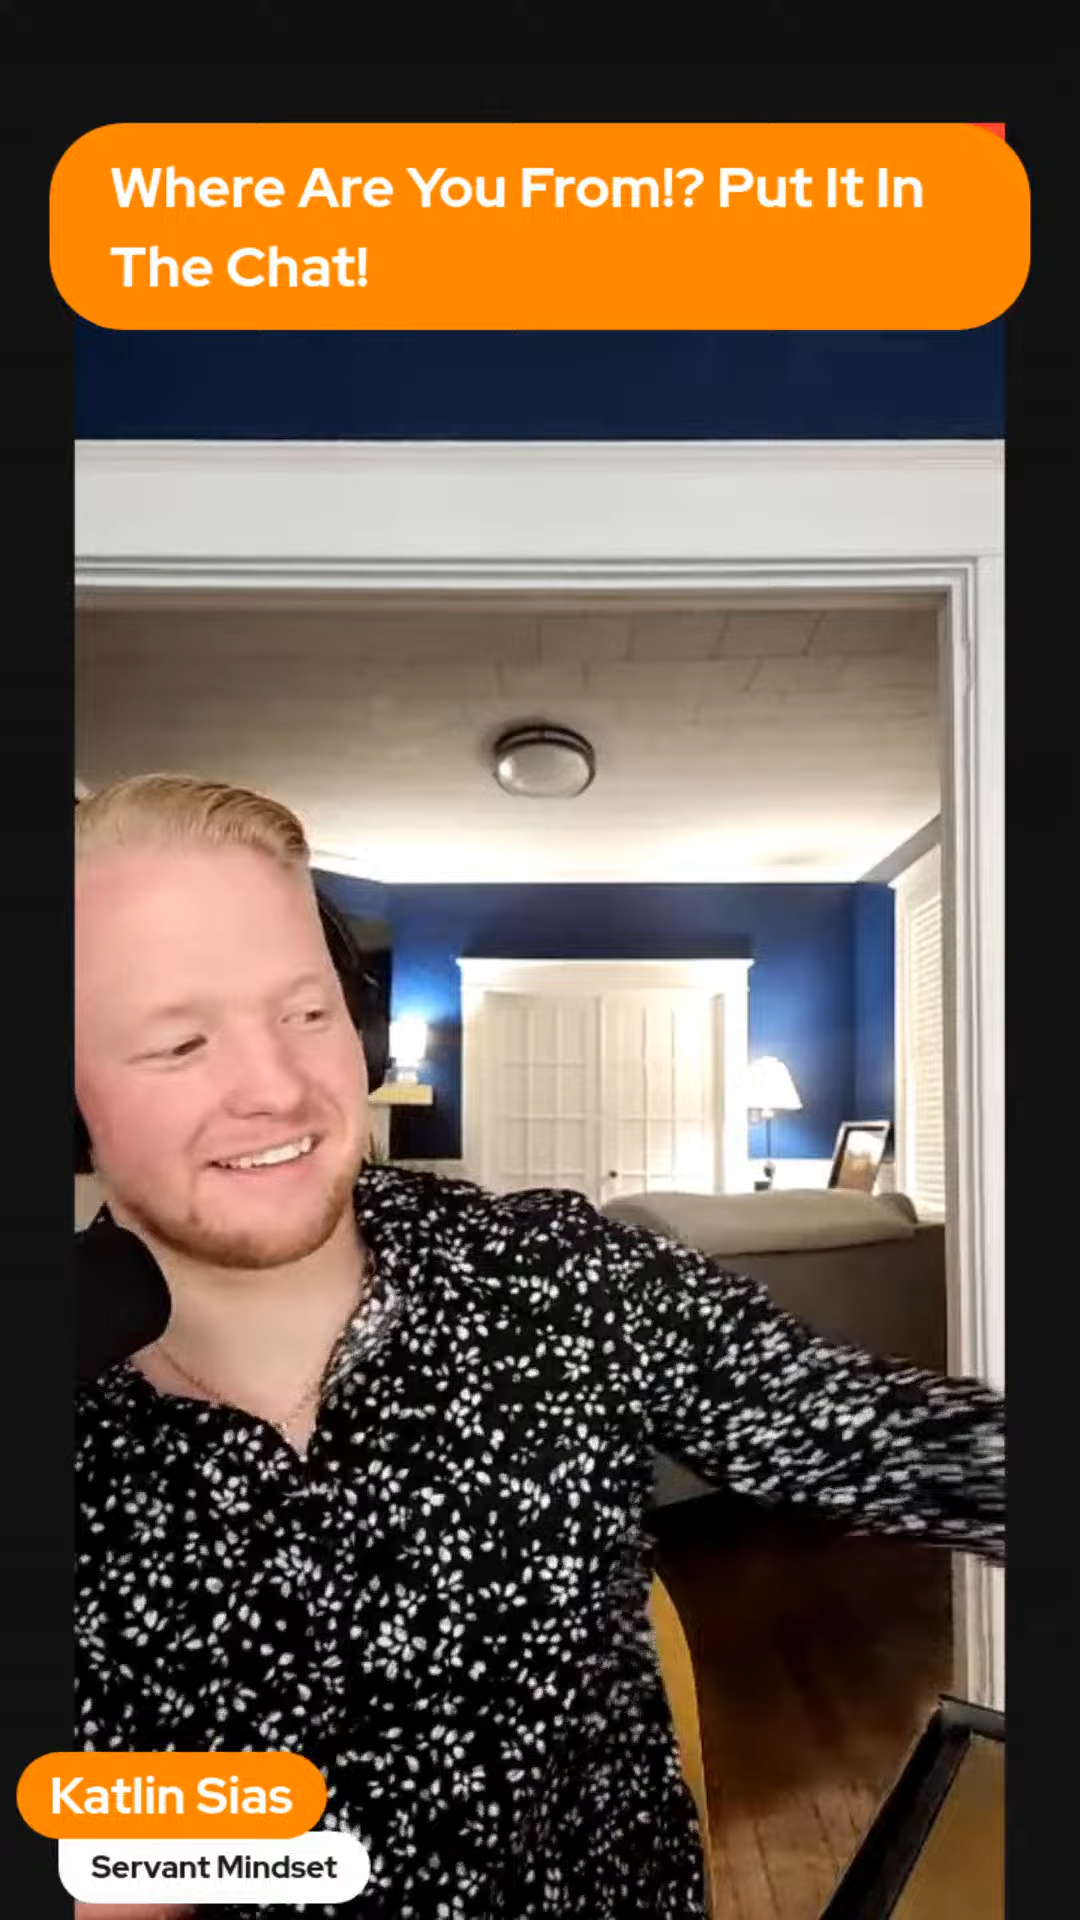 Where Are You From!? Put It In
The Chat!
Katlin Sias
Servant Mindset